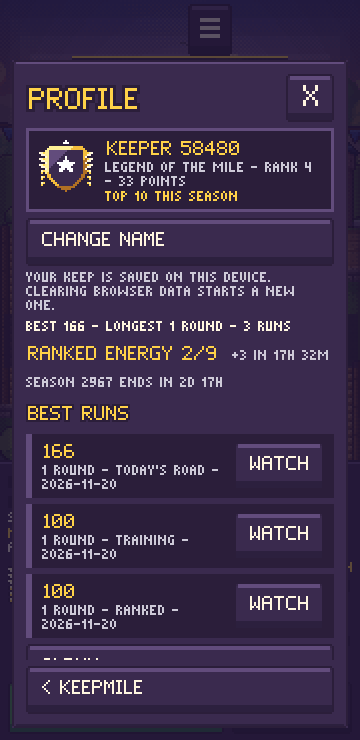 PROFILE
X
KEEPER 58480
LEGEND OF THE MILE - RANK 4
- 33 POINTS
TOP 10 THIS SEASON
CHANGE NAME
YOUR KEEP IS SAVED ON THIS DEVICE.
CLEARING BROWSER DATA STARTS A NEW
ONE.
BEST 166 - LONGEST 1 ROUND - 3 RUNS
RANKED ENERGY 2/9 +3 IN 17H 32M
SEASON 2967 ENDS IN 2D 17H
BEST RUNS
166
1 ROUND - TODAY'S ROAD -
2026-11-20
WATCH
100
1 ROUND - TRAINING -
2026-11-20
WATCH
100
1 ROUND - RANKED -
2026-11-20
WATCH
< KEEPMILE